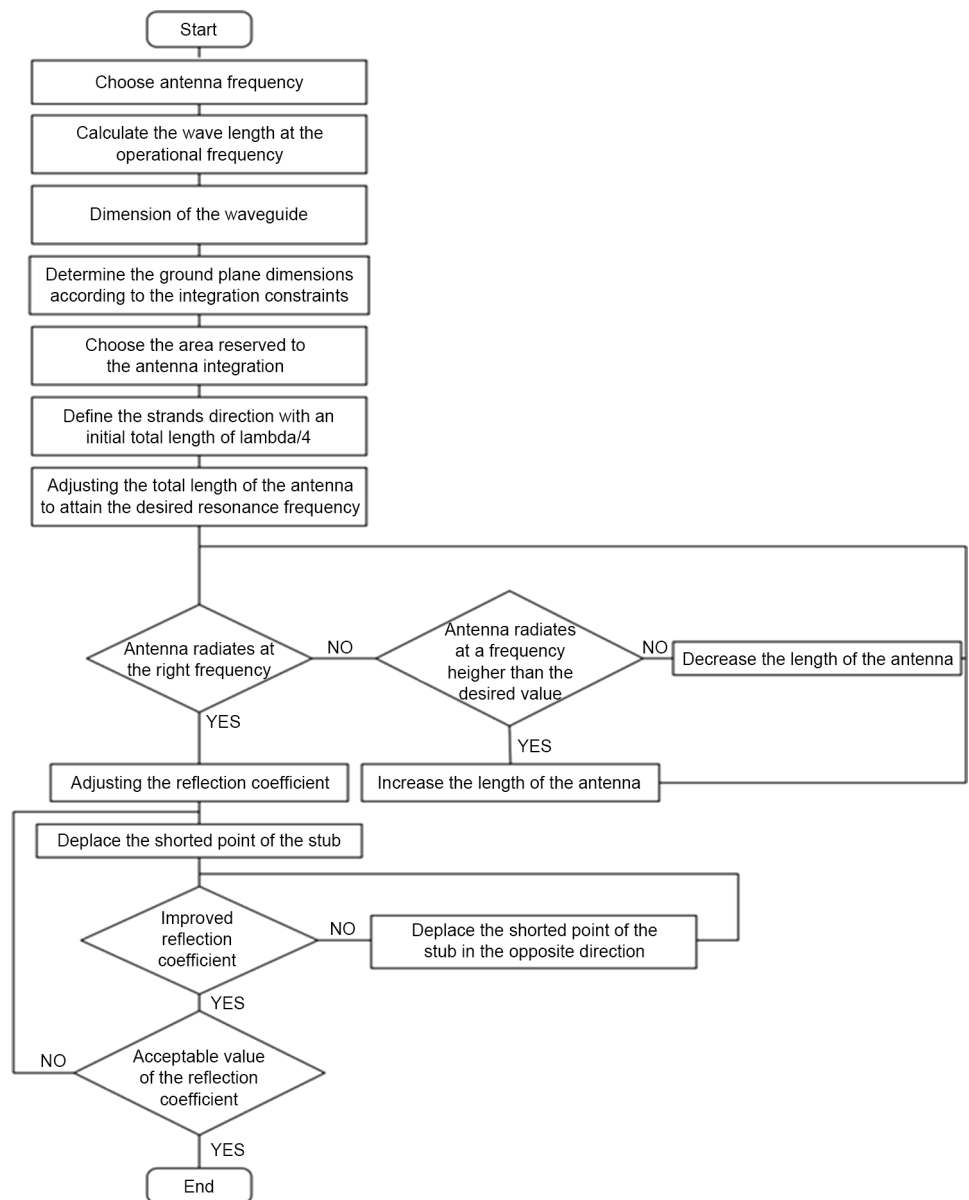 Start
Choose antenna frequency
Calculate the wave length at the
operational frequency
Dimension of the waveguide
Determine the ground plane dimensions
according to the integration constraints
Choose the area reserved to
the antenna integration
Define the strands direction with an
initial total length of lambda/4
Adjusting the total length of the antenna
to attain the desired resonance frequency
Antenna radiates at
the right frequency
NO
Antenna radiates
at a frequency
heigher than the
desired value
NO
Decrease the length of the antenna
YES
YES
Adjusting the reflection coefficient
Increase the length of the antenna
Deplace the shorted point of the stub
Improved
reflection
coefficient
NO
Deplace the shorted point of the
stub in the opposite direction
YES
NO
Acceptable value
of the reflection
coefficient
YES
End